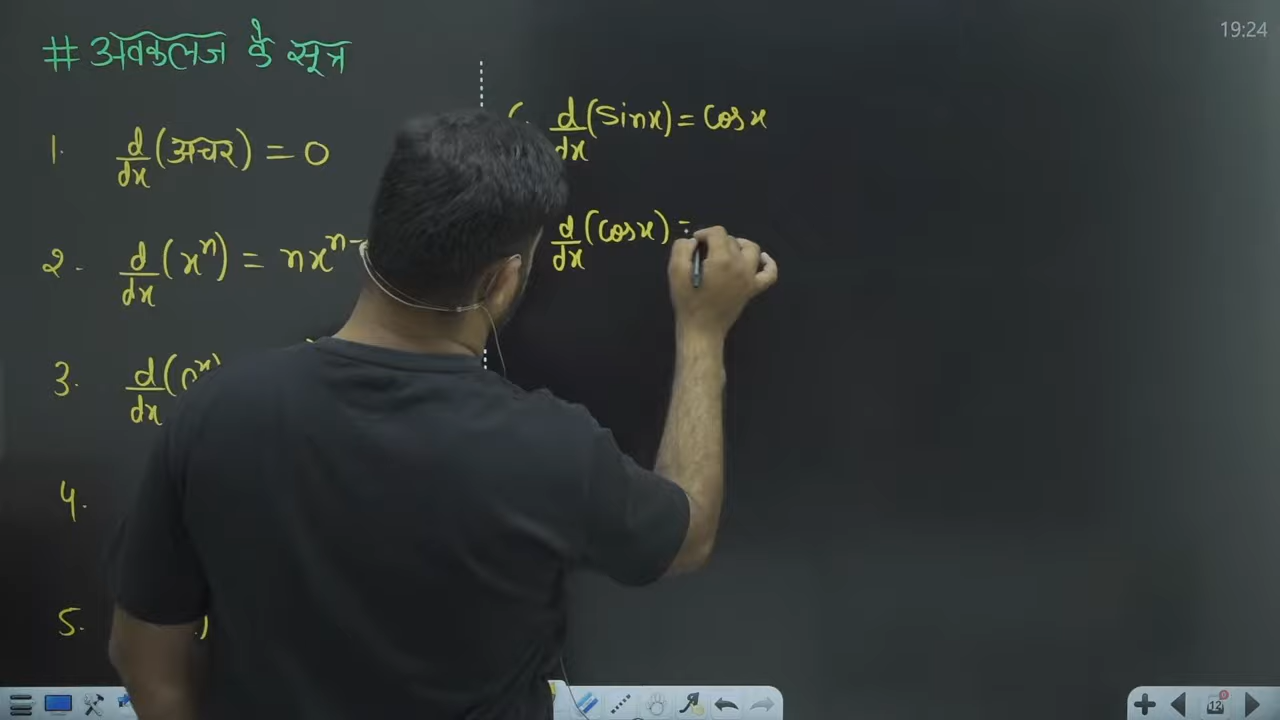 # अवकलज के सूत्र
19:24
1. d/dx (अचर) = 0
2. d/dx (x^n) = nx^n-
3. d/dx
4.
5.
d/dx (sinx) = cosx
d/dx (cosx) =
12